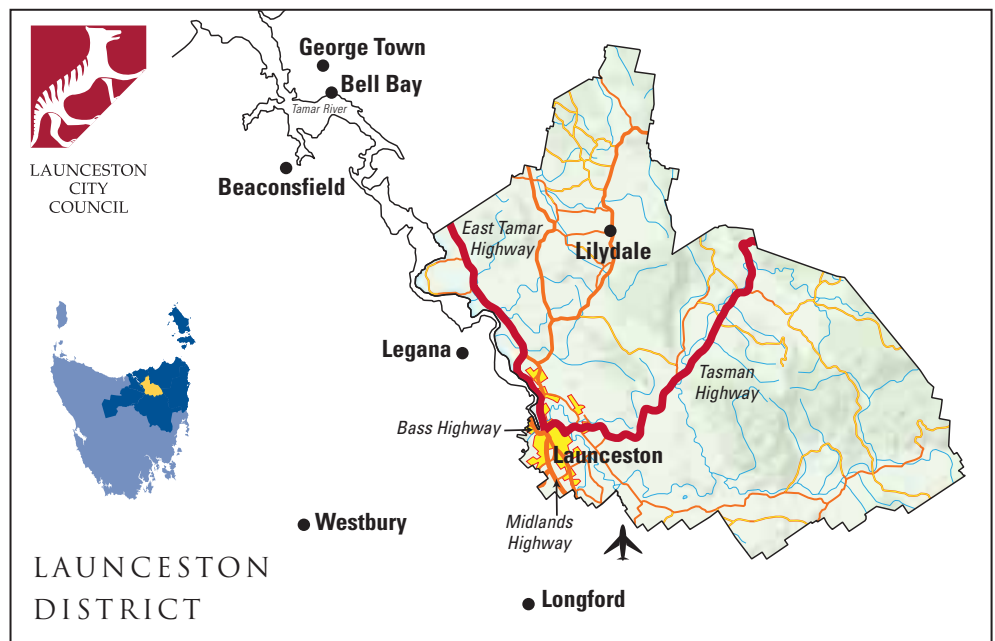 LAUNCESTON
CITY
COUNCIL
George Town
Bell Bay
Tamar River
Beaconsfield
East Tamar
Highway
Lilydale
Legana
Tasman
Highway
Bass Highway
Launceston
Westbury
Midlands
Highway
Longford
LAUNCESTON
DISTRICT